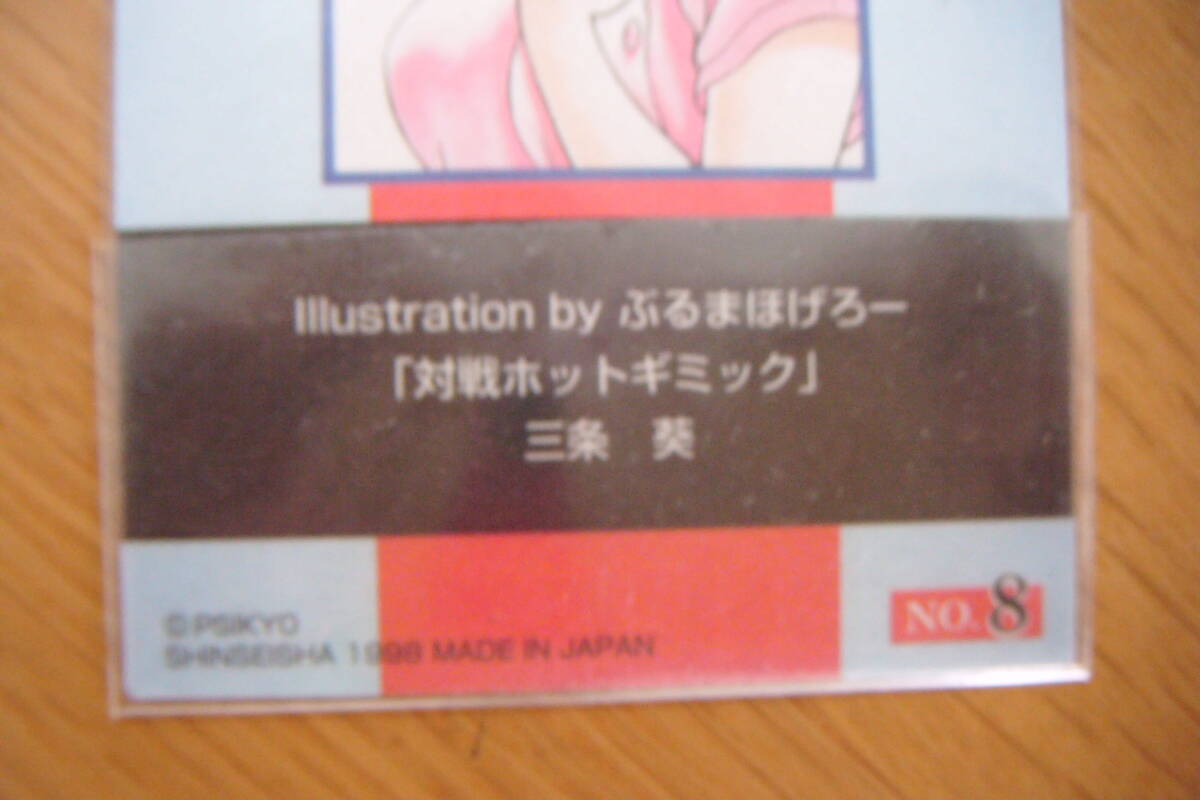 Illustration by ぶるまほげろー
「対戦ホットギミック」
三条　葵
NO. 8
© PSIKYO
SHINSEISHA 1998 MADE IN JAPAN